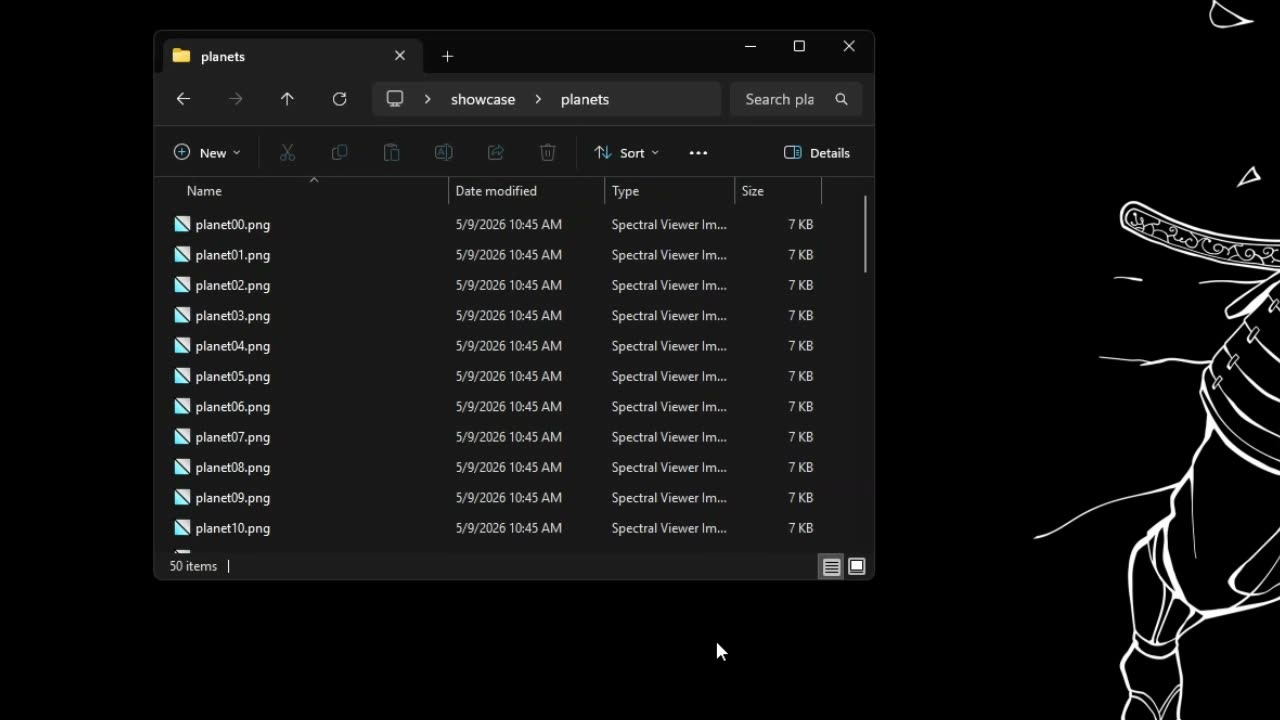 planets
showcase > planets
Search pla
New
Sort
Details
Name Date modified Type Size
planet00.png 5/9/2026 10:45 AM Spectral Viewer Im... 7 KB
planet01.png 5/9/2026 10:45 AM Spectral Viewer Im... 7 KB
planet02.png 5/9/2026 10:45 AM Spectral Viewer Im... 7 KB
planet03.png 5/9/2026 10:45 AM Spectral Viewer Im... 7 KB
planet04.png 5/9/2026 10:45 AM Spectral Viewer Im... 7 KB
planet05.png 5/9/2026 10:45 AM Spectral Viewer Im... 7 KB
planet06.png 5/9/2026 10:45 AM Spectral Viewer Im... 7 KB
planet07.png 5/9/2026 10:45 AM Spectral Viewer Im... 7 KB
planet08.png 5/9/2026 10:45 AM Spectral Viewer Im... 7 KB
planet09.png 5/9/2026 10:45 AM Spectral Viewer Im... 7 KB
planet10.png 5/9/2026 10:45 AM Spectral Viewer Im... 7 KB
50 items